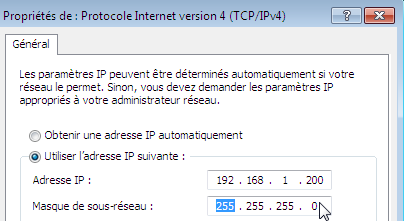 Propriétés de : Protocole Internet version 4 (TCP/IPv4)
Général
Les paramètres IP peuvent être déterminés automatiquement si votre
réseau le permet. Sinon, vous devez demander les paramètres IP
appropriés à votre administrateur réseau.
Obtenir une adresse IP automatiquement
Utiliser l'adresse IP suivante :
Adresse IP : 192 . 168 . 1 . 200
Masque de sous-réseau : 255 . 255 . 255 . 0